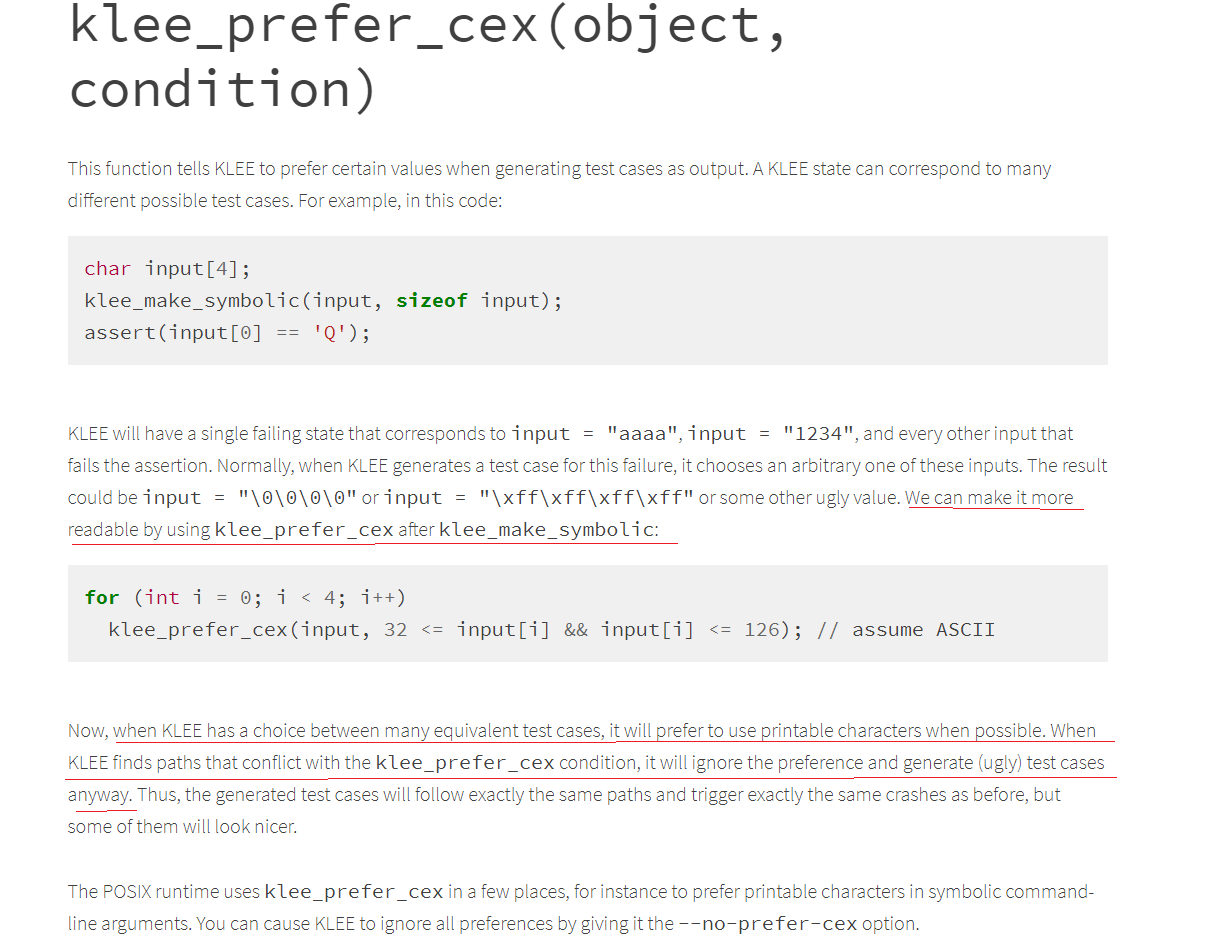 klee_prefer_cex(object,
condition)
This function tells KLEE to prefer certain values when generating test cases as output. A KLEE state can correspond to many
different possible test cases. For example, in this code:
char input[4];
klee_make_symbolic(input, sizeof input);
assert(input[0] == 'Q');
KLEE will have a single failing state that corresponds to input = "aaaa", input = "1234", and every other input that
fails the assertion. Normally, when KLEE generates a test case for this failure, it chooses an arbitrary one of these inputs. The result
could be input = "\0\0\0\0" or input = "\xff\xff\xff\xff" or some other ugly value. We can make it more
readable by using klee_prefer_cex after klee_make_symbolic:
for (int i = 0; i < 4; i++)
klee_prefer_cex(input, 32 <= input[i] && input[i] <= 126); // assume ASCII
Now, when KLEE has a choice between many equivalent test cases, it will prefer to use printable characters when possible. When
KLEE finds paths that conflict with the klee_prefer_cex condition, it will ignore the preference and generate (ugly) test cases
anyway. Thus, the generated test cases will follow exactly the same paths and trigger exactly the same crashes as before, but
some of them will look nicer.
The POSIX runtime uses klee_prefer_cex in a few places, for instance to prefer printable characters in symbolic command-
line arguments. You can cause KLEE to ignore all preferences by giving it the --no-prefer-cex option.